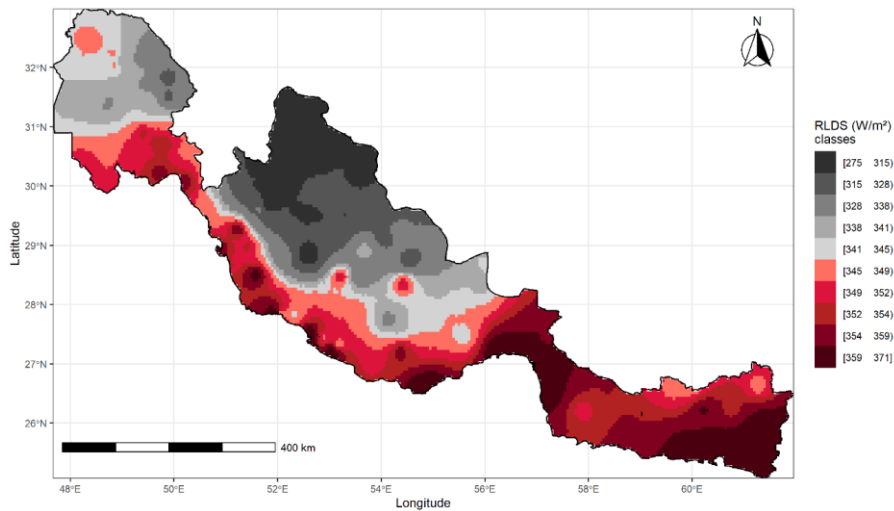 N
32°N
31°N
30°N
29°N
28°N
27°N
26°N
Latitude
400 km
48°E 50°E 52°E 54°E 56°E 58°E 60°E
Longitude
RLDS (W/m²)
classes
[275 315)
[315 328)
[328 338)
[338 341)
[341 345)
[345 349)
[349 352)
[352 354)
[354 359)
[359 371]